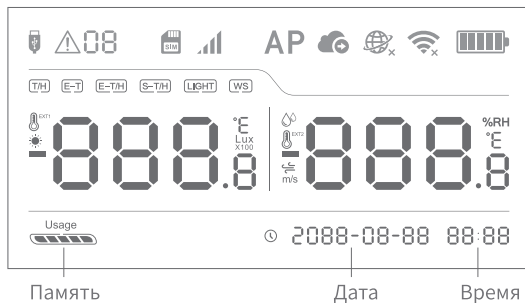 08 SIM AP
T/H E-T E-T/H S-T/H LIGHT WS
EXT1 888.8 °E Lux X100
EXT2 m/s 888.8 %RH °E
Usage
2088-08-88 88:88
Память Дата Время